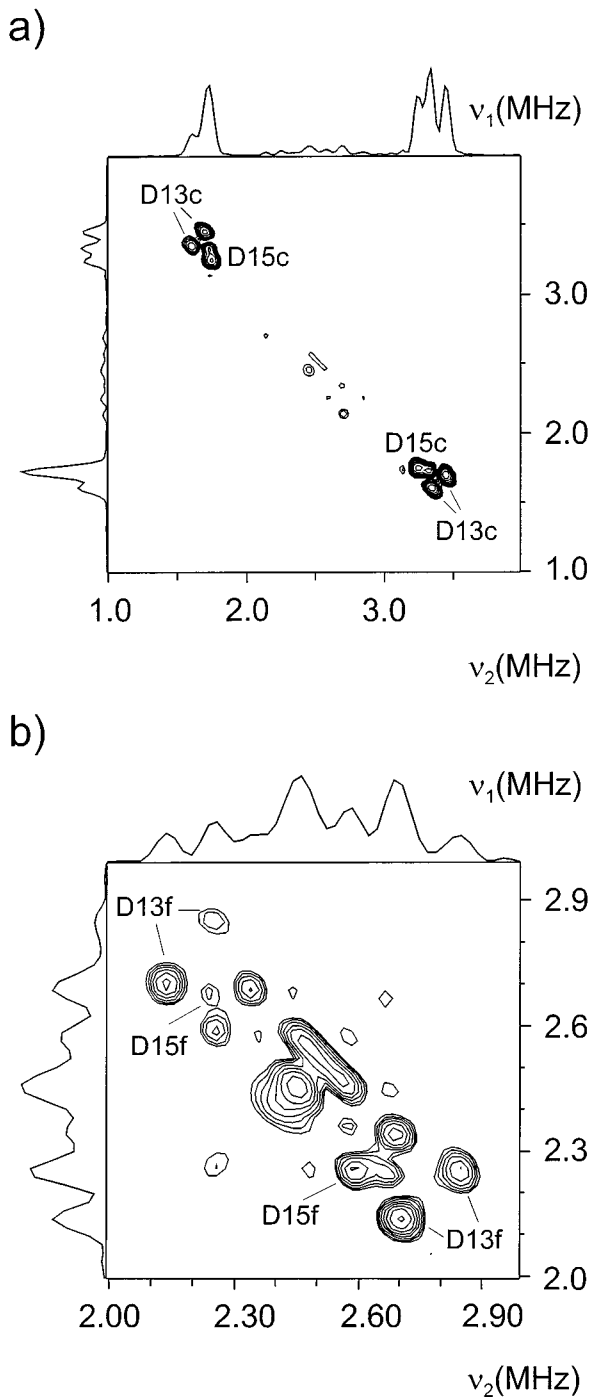 a)
ν₁(MHz)
D13c
D15c
3.0
2.0
D15c
D13c
1.0
1.0 2.0 3.0
ν₂(MHz)
b)
ν₁(MHz)
D13f
2.9
D15f
2.6
2.3
D15f
D13f
2.0
2.00 2.30 2.60 2.90
ν₂(MHz)